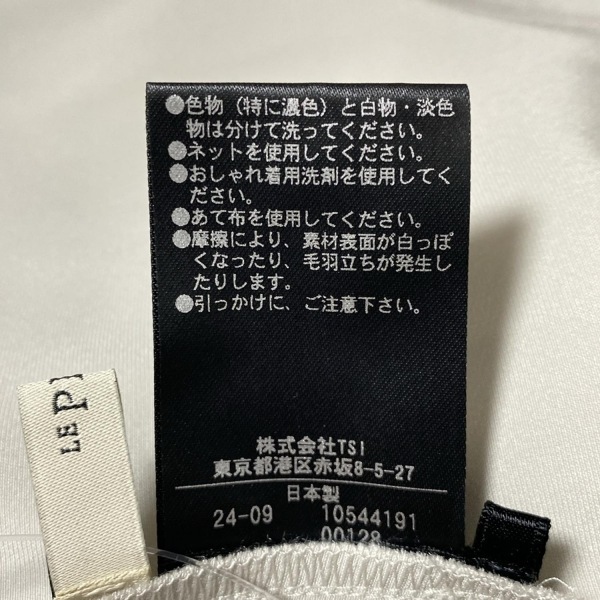 ●色物（特に濃色）と白物・淡色
物は分けて洗ってください。
●ネットを使用してください。
●おしゃれ着用洗剤を使用してく
ださい。
●あて布を使用してください。
●摩擦により、素材表面が白っぽ
くなったり、毛羽立ちが発生し
たりします。
●引っかけに、ご注意下さい。
LE P
株式会社TSI
東京都港区赤坂8-5-27
日本製
24-09 10544191
00128